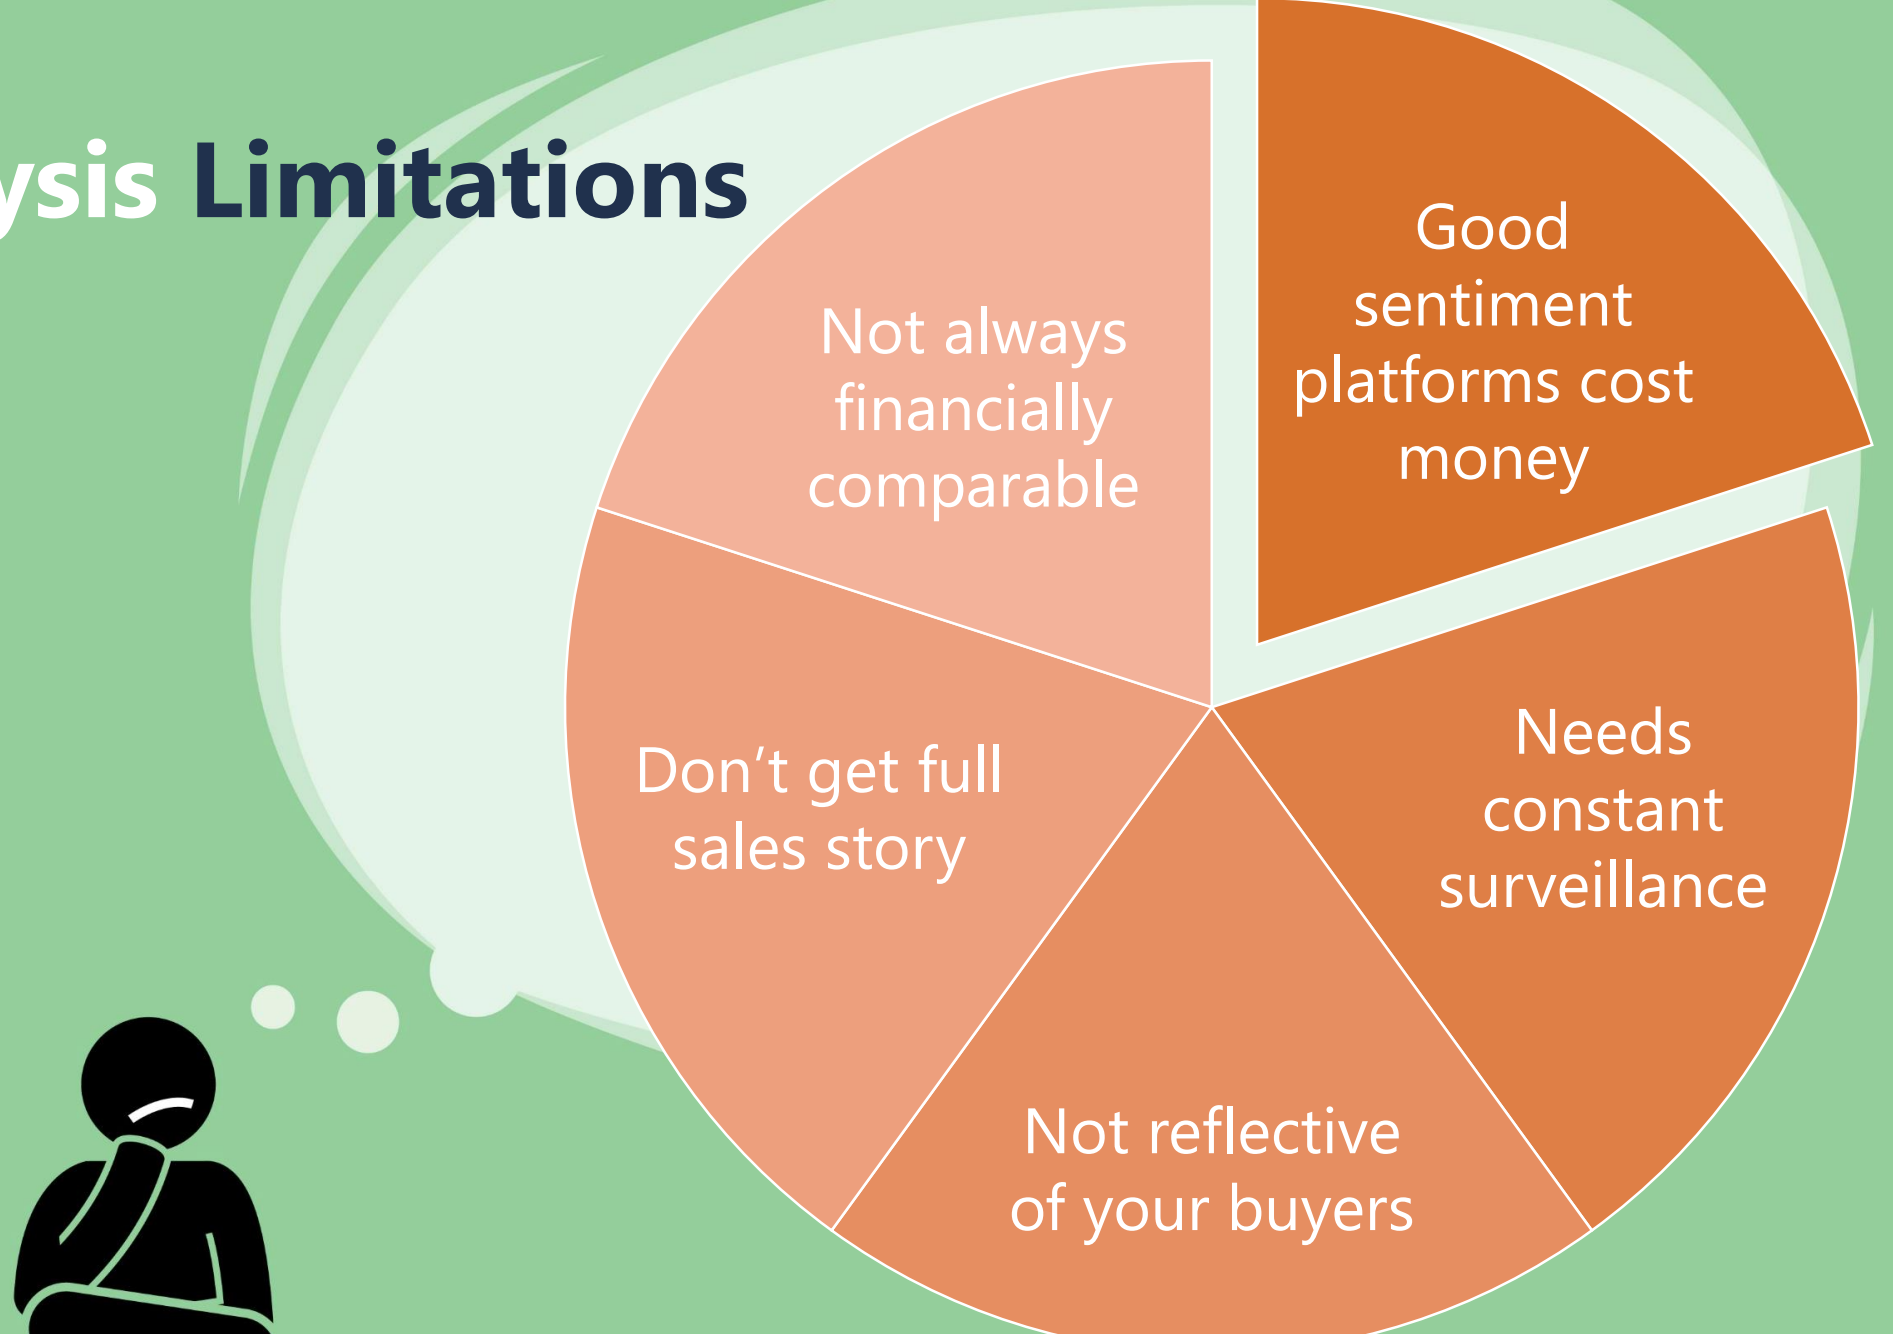 ysis Limitations
Good
sentiment
platforms cost
money
Needs
constant
surveillance
Not reflective
of your buyers
Don’t get full
sales story
Not always
financially
comparable